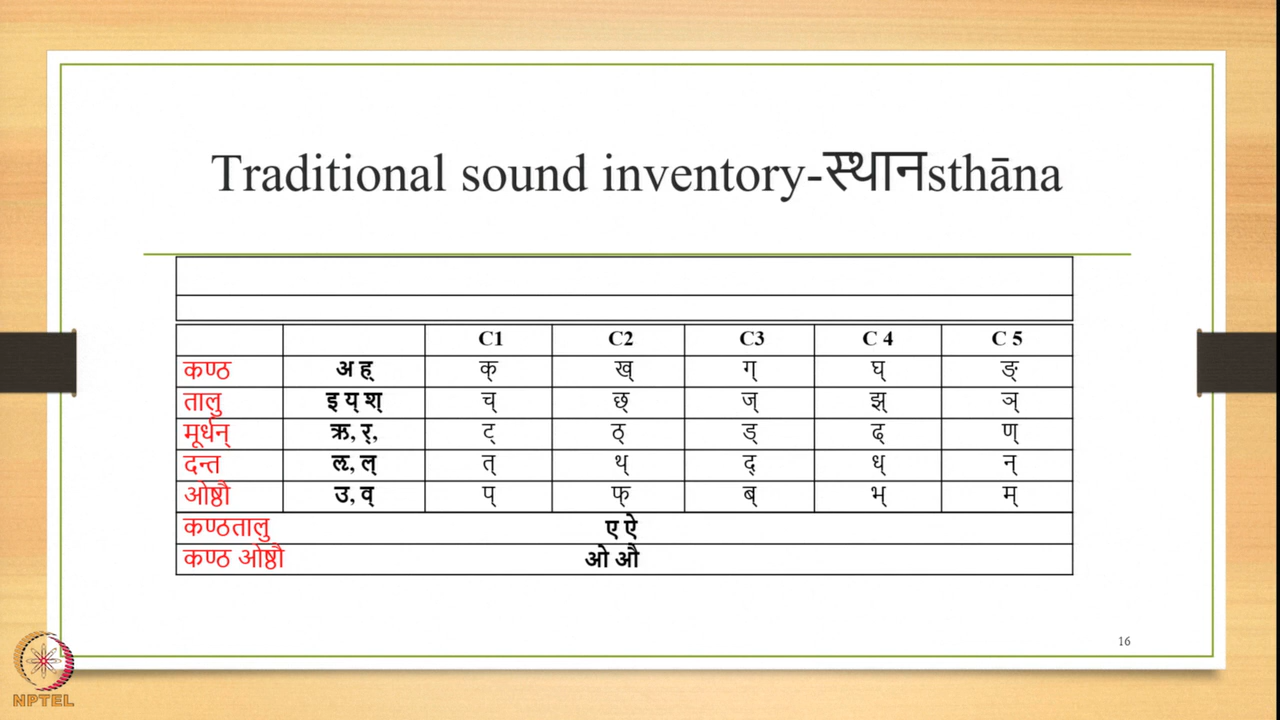 Traditional sound inventory-स्थानsthāna
C1 C2 C3 C 4 C 5
कण्ठ अ ह् क् ख् ग् घ् ङ्
तालु इ य् श् च् छ् ज् झ् ञ्
मूर्धन् ऋ, र्, ट् ठ् ड् ढ् ण्
दन्त ऌ, ल् त् थ् द् ध् न्
ओष्ठौ उ, व् प् फ् ब् भ् म्
कण्ठतालु ए ऐ
कण्ठ ओष्ठौ ओ औ
16
NPTEL